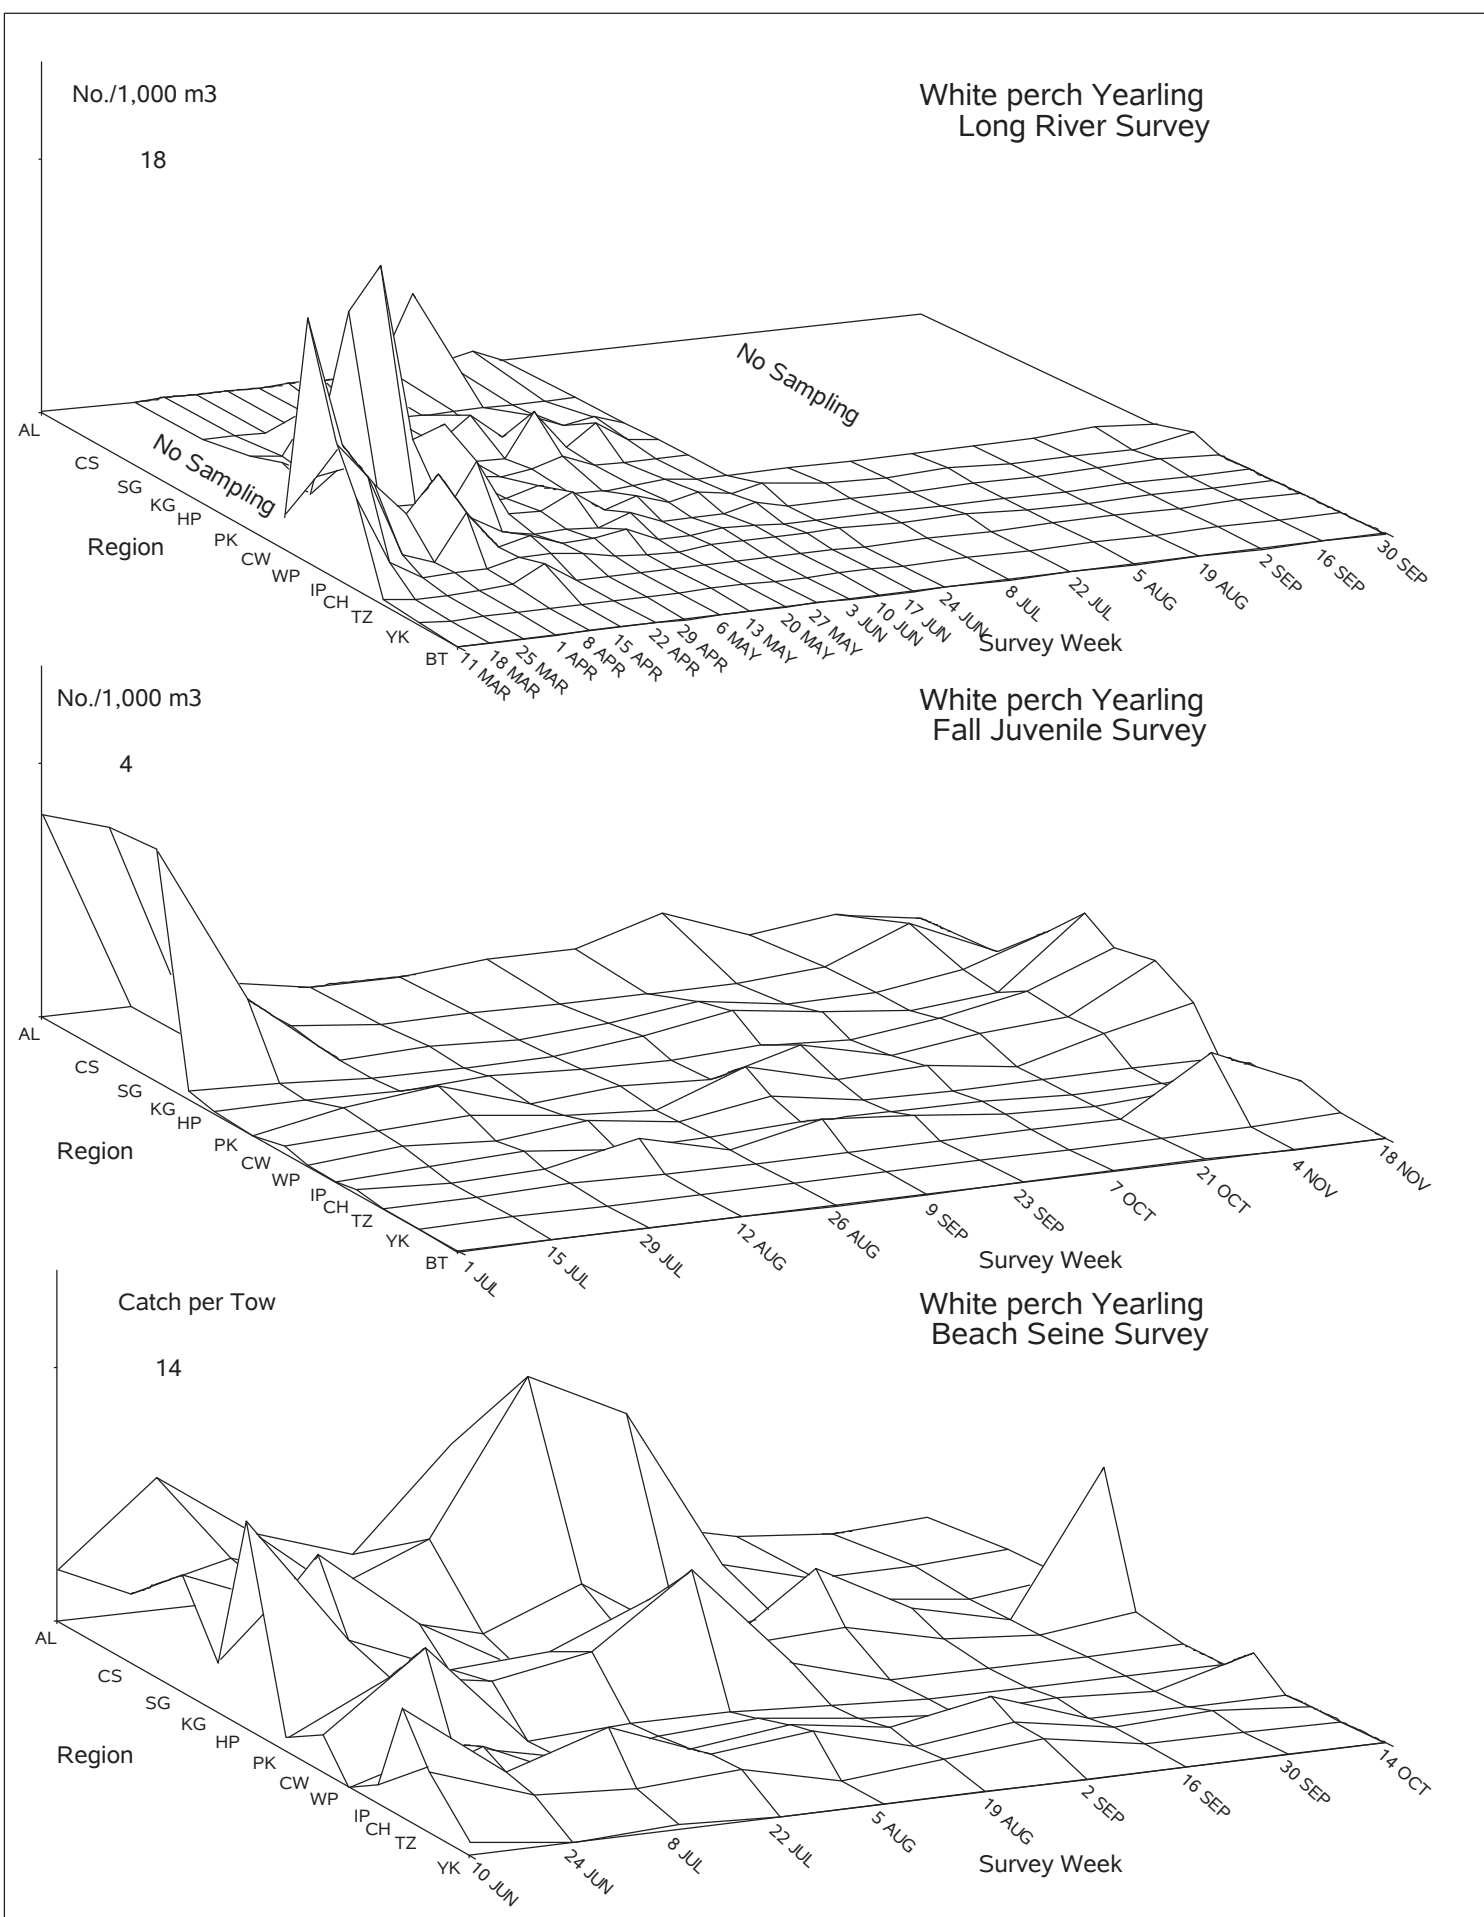 No./1,000 m3
White perch Yearling
Long River Survey
18
No Sampling
AL
CS
No Sampling
SG
KG
HP
PK
Region
CW
WP
IP
CH
TZ
YK
BT
11 MAR
18 MAR
25 MAR
1 APR
8 APR
15 APR
22 APR
29 APR
6 MAY
13 MAY
20 MAY
27 MAY
3 JUN
10 JUN
17 JUN
24 JUN
8 JUL
22 JUL
5 AUG
19 AUG
2 SEP
16 SEP
30 SEP
Survey Week
No./1,000 m3
White perch Yearling
Fall Juvenile Survey
4
AL
CS
SG
KG
HP
PK
Region
CW
WP
IP
CH
TZ
YK
BT
1 JUL
15 JUL
29 JUL
12 AUG
26 AUG
9 SEP
23 SEP
7 OCT
21 OCT
4 NOV
18 NOV
Survey Week
Catch per Tow
White perch Yearling
Beach Seine Survey
14
AL
CS
SG
KG
HP
Region
PK
CW
WP
IP
CH
TZ
YK
10 JUN
24 JUN
8 JUL
22 JUL
5 AUG
19 AUG
2 SEP
16 SEP
30 SEP
14 OCT
Survey Week